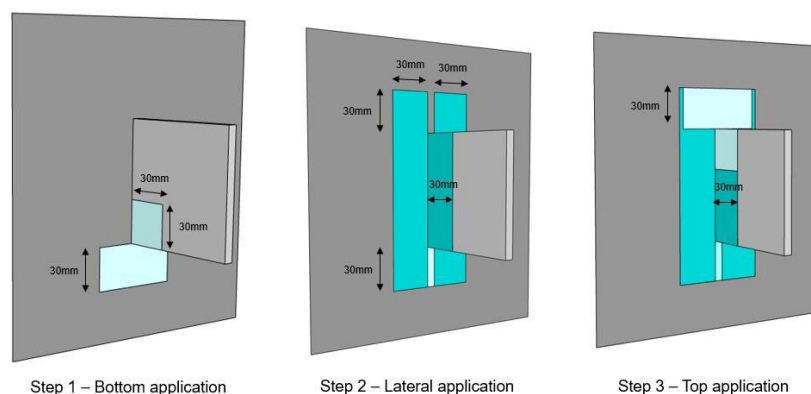 30mm
30mm
30mm
Step 1 – Bottom application
30mm 30mm
30mm
30mm
30mm
Step 2 – Lateral application
30mm
30mm
Step 3 – Top application